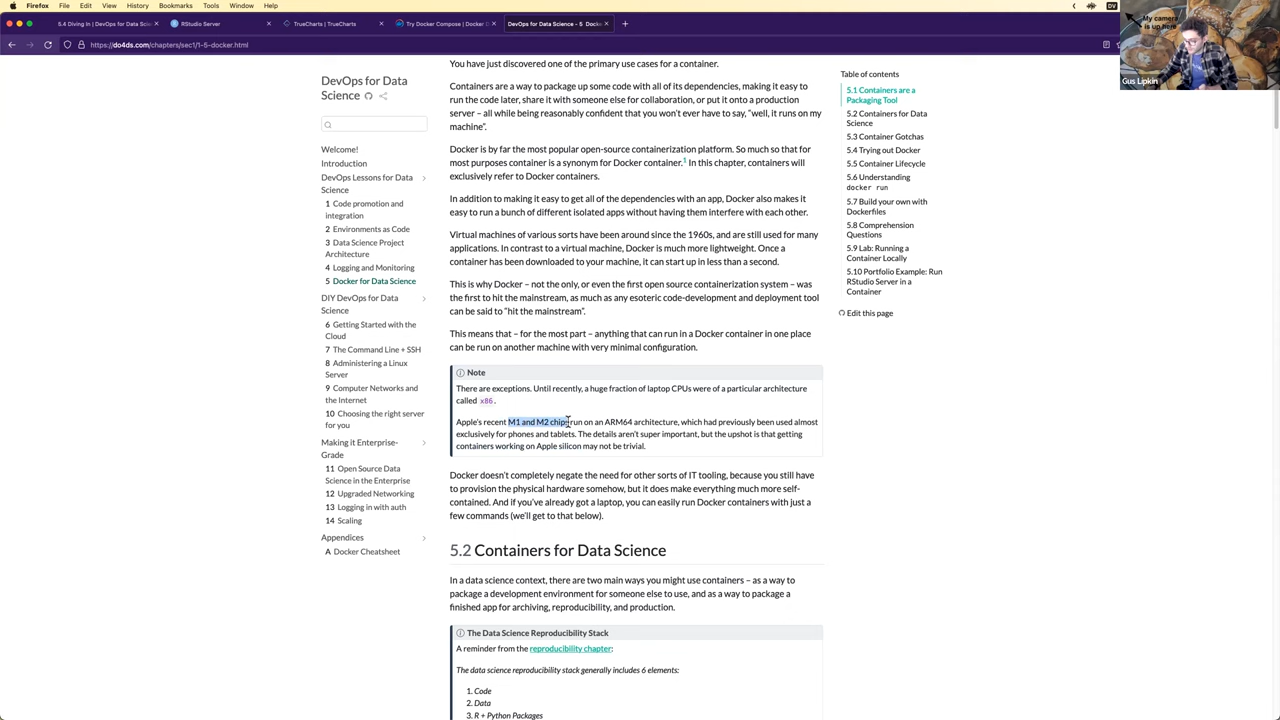 Firefox File Edit View History Bookmarks Tools Window Help
DV
5.4 Diving In | DevOps for Data Scie
RStudio Server
TrueCharts | TrueCharts
Try Docker Compose | Docker D
DevOps for Data Science - 5 Docke
https://do4ds.com/chapters/sec1/1-5-docker.html
My camera
is up here
Gus Lipkin
DevOps for Data
Science
Welcome!
Introduction
DevOps Lessons for Data
Science
1 Code promotion and
integration
2 Environments as Code
3 Data Science Project
Architecture
4 Logging and Monitoring
5 Docker for Data Science
DIY DevOps for Data
Science
6 Getting Started with the
Cloud
7 The Command Line + SSH
8 Administering a Linux
Server
9 Computer Networks and
the Internet
10 Choosing the right server
for you
Making it Enterprise-
Grade
11 Open Source Data
Science in the Enterprise
12 Upgraded Networking
13 Logging in with auth
14 Scaling
Appendices
A Docker Cheatsheet
You have just discovered one of the primary use cases for a container.
Containers are a way to package up some code with all of its dependencies, making it easy to
run the code later, share it with someone else for collaboration, or put it onto a production
server – all while being reasonably confident that you won't ever have to say, "well, it runs on my
machine".
Docker is by far the most popular open-source containerization platform. So much so that for
most purposes container is a synonym for Docker container.1 In this chapter, containers will
exclusively refer to Docker containers.
In addition to making it easy to get all of the dependencies with an app, Docker also makes it
easy to run a bunch of different isolated apps without having them interfere with each other.
Virtual machines of various sorts have been around since the 1960s, and are still used for many
applications. In contrast to a virtual machine, Docker is much more lightweight. Once a
container has been downloaded to your machine, it can start up in less than a second.
This is why Docker – not the only, or even the first open source containerization system – was
the first to hit the mainstream, as much as any esoteric code-development and deployment tool
can be said to "hit the mainstream".
This means that – for the most part – anything that can run in a Docker container in one place
can be run on another machine with very minimal configuration.
Note
There are exceptions. Until recently, a huge fraction of laptop CPUs were of a particular architecture
called x86.
Apple's recent M1 and M2 chips run on an ARM64 architecture, which had previously been used almost
exclusively for phones and tablets. The details aren't super important, but the upshot is that getting
containers working on Apple silicon may not be trivial.
Docker doesn't completely negate the need for other sorts of IT tooling, because you still have
to provision the physical hardware somehow, but it does make everything much more self-
contained. And if you've already got a laptop, you can easily run Docker containers with just a
few commands (we'll get to that below).
5.2 Containers for Data Science
In a data science context, there are two main ways you might use containers – as a way to
package a development environment for someone else to use, and as a way to package a
finished app for archiving, reproducibility, and production.
The Data Science Reproducibility Stack
A reminder from the reproducibility chapter:
The data science reproducibility stack generally includes 6 elements:
1. Code
2. Data
3. R + Python Packages
Table of contents
5.1 Containers are a
Packaging Tool
5.2 Containers for Data
Science
5.3 Container Gotchas
5.4 Trying out Docker
5.5 Container Lifecycle
5.6 Understanding
docker run
5.7 Build your own with
Dockerfiles
5.8 Comprehension
Questions
5.9 Lab: Running a
Container Locally
5.10 Portfolio Example: Run
RStudio Server in a
Container
Edit this page